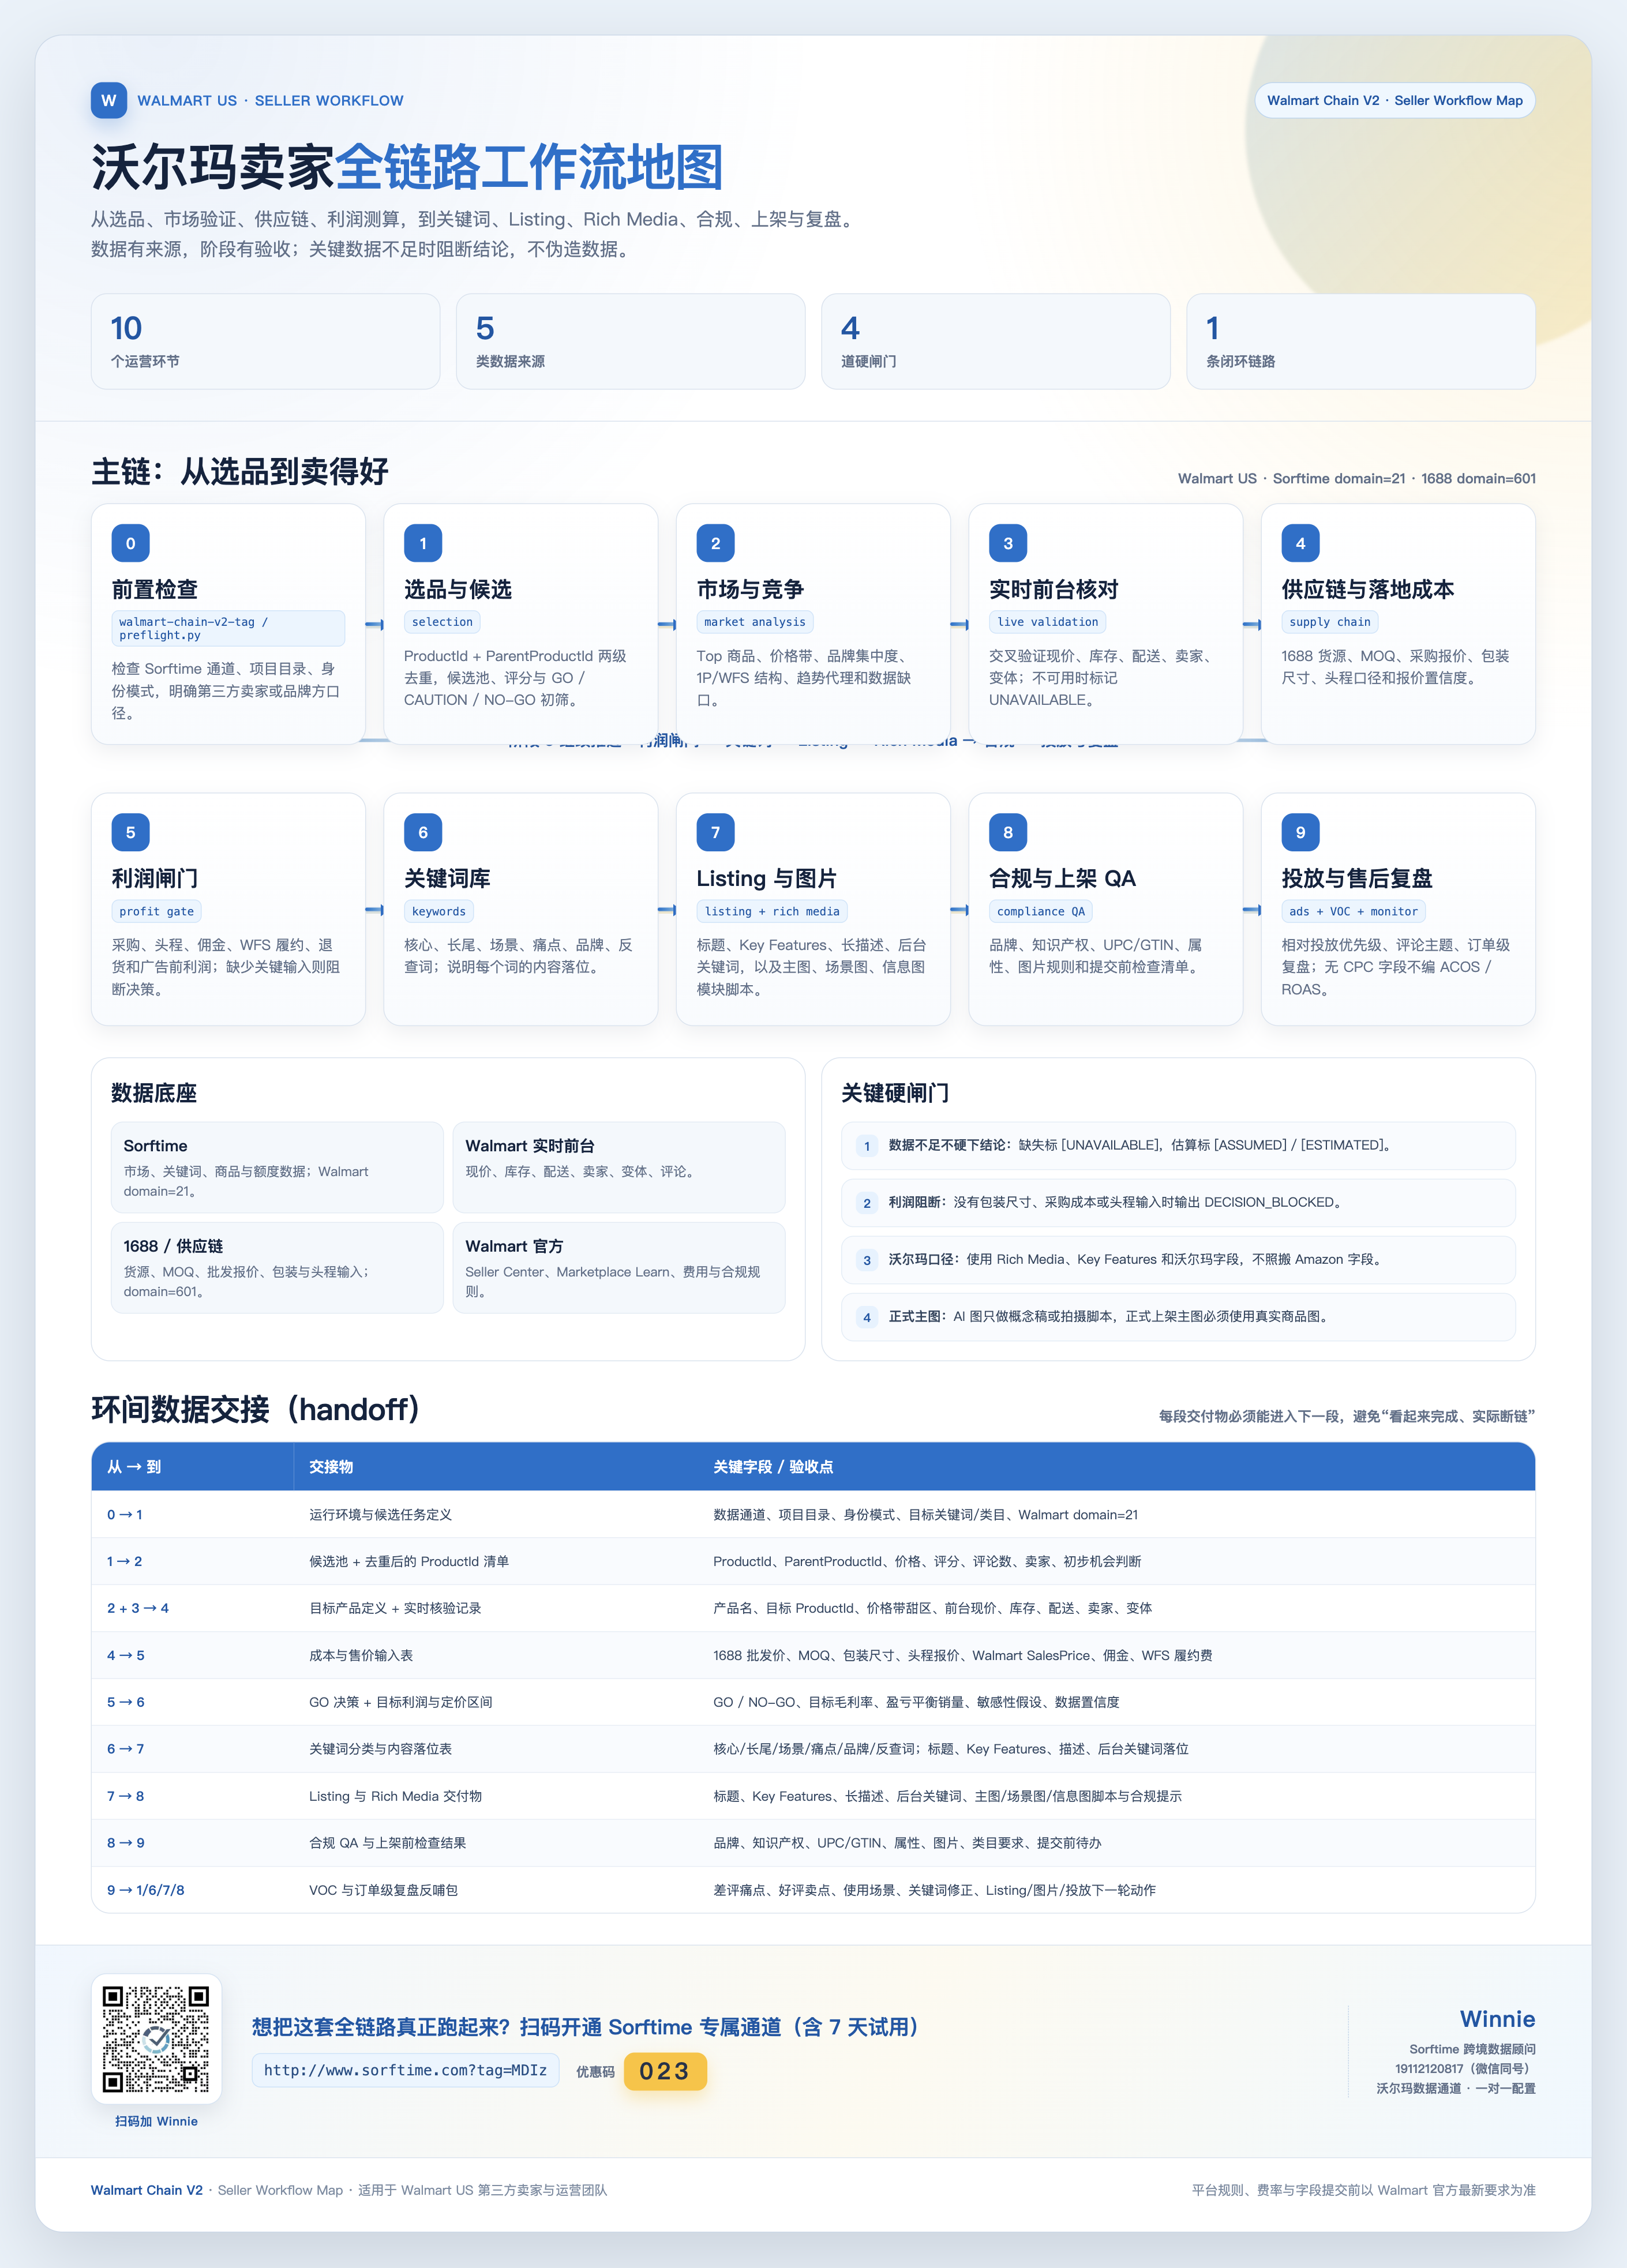 W
WALMART US · SELLER WORKFLOW
Walmart Chain V2 · Seller Workflow Map
沃尔玛卖家全链路工作流地图
从选品、市场验证、供应链、利润测算，到关键词、Listing、Rich Media、合规、上架与复盘。
数据有来源，阶段有验收；关键数据不足时阻断结论，不伪造数据。
10
个运营环节
5
类数据来源
4
道硬闸门
1
条闭环链路
主链：从选品到卖得好
Walmart US · Sorftime domain=21 · 1688 domain=601
0
前置检查
walmart-chain-v2-tag /
preflight.py
检查 Sorftime 通道、项目目录、身
份模式，明确第三方卖家或品牌方口
径。
1
选品与候选
selection
ProductId + ParentProductId 两级
去重，候选池、评分与 GO /
CAUTION / NO-GO 初筛。
2
市场与竞争
market analysis
Top 商品、价格带、品牌集中度、
1P/WFS 结构、趋势代理和数据缺
口。
3
实时前台核对
live validation
交叉验证现价、库存、配送、卖家、
变体；不可用时标记
UNAVAILABLE。
4
供应链与落地成本
supply chain
1688 货源、MOQ、采购报价、包装
尺寸、头程口径和报价置信度。
5
利润闸门
profit gate
采购、头程、佣金、WFS 履约、退
货和广告前利润；缺少关键输入则阻
断决策。
6
关键词库
keywords
核心、长尾、场景、痛点、品牌、反
查词；说明每个词的内容落位。
7
Listing 与图片
listing + rich media
标题、Key Features、长描述、后台
关键词，以及主图、场景图、信息图
模块脚本。
8
合规与上架 QA
compliance QA
品牌、知识产权、UPC/GTIN、属
性、图片规则和提交前检查清单。
9
投放与售后复盘
ads + VOC + monitor
相对投放优先级、评论主题、订单级
复盘；无 CPC 字段不编 ACOS /
ROAS。
数据底座
Sorftime
市场、关键词、商品与额度数据；Walmart
domain=21。
Walmart 实时前台
现价、库存、配送、卖家、变体、评论。
1688 / 供应链
货源、MOQ、批发报价、包装与头程输入；
domain=601。
Walmart 官方
Seller Center、Marketplace Learn、费用与合规规
则。
关键硬闸门
1 数据不足不硬下结论：缺失标 [UNAVAILABLE]，估算标 [ASSUMED] / [ESTIMATED]。
2 利润阻断：没有包装尺寸、采购成本或头程输入时输出 DECISION_BLOCKED。
3 沃尔玛口径：使用 Rich Media、Key Features 和沃尔玛字段，不照搬 Amazon 字段。
4 正式主图：AI 图只做概念稿或拍摄脚本，正式上架主图必须使用真实商品图。
环间数据交接（handoff）
每段交付物必须能进入下一段，避免“看起来完成、实际断链”
从 → 到 交接物 关键字段 / 验收点
0 → 1 运行环境与候选任务定义 数据通道、项目目录、身份模式、目标关键词/类目、Walmart domain=21
1 → 2 候选池 + 去重后的 ProductId 清单 ProductId、ParentProductId、价格、评分、评论数、卖家、初步机会判断
2 + 3 → 4 目标产品定义 + 实时核验记录 产品名、目标 ProductId、价格带甜区、前台现价、库存、配送、卖家、变体
4 → 5 成本与售价输入表 1688 批发价、MOQ、包装尺寸、头程报价、Walmart SalesPrice、佣金、WFS 履约费
5 → 6 GO 决策 + 目标利润与定价区间 GO / NO-GO、目标毛利率、盈亏平衡销量、敏感性假设、数据置信度
6 → 7 关键词分类与内容落位表 核心/长尾/场景/痛点/品牌/反查词；标题、Key Features、描述、后台关键词落位
7 → 8 Listing 与 Rich Media 交付物 标题、Key Features、长描述、后台关键词、主图/场景图/信息图脚本与合规提示
8 → 9 合规 QA 与上架前检查结果 品牌、知识产权、UPC/GTIN、属性、图片、类目要求、提交前待办
9 → 1/6/7/8 VOC 与订单级复盘反哺包 差评痛点、好评卖点、使用场景、关键词修正、Listing/图片/投放下一轮动作
扫码加 Winnie
想把这套全链路真正跑起来？扫码开通 Sorftime 专属通道（含 7 天试用）
http://www.sorftime.com?tag=MDIz 优惠码 023
Winnie
Sorftime 跨境数据顾问
19112120817（微信同号）
沃尔玛数据通道 · 一对一配置
Walmart Chain V2 · Seller Workflow Map · 适用于 Walmart US 第三方卖家与运营团队
平台规则、费率与字段提交前以 Walmart 官方最新要求为准